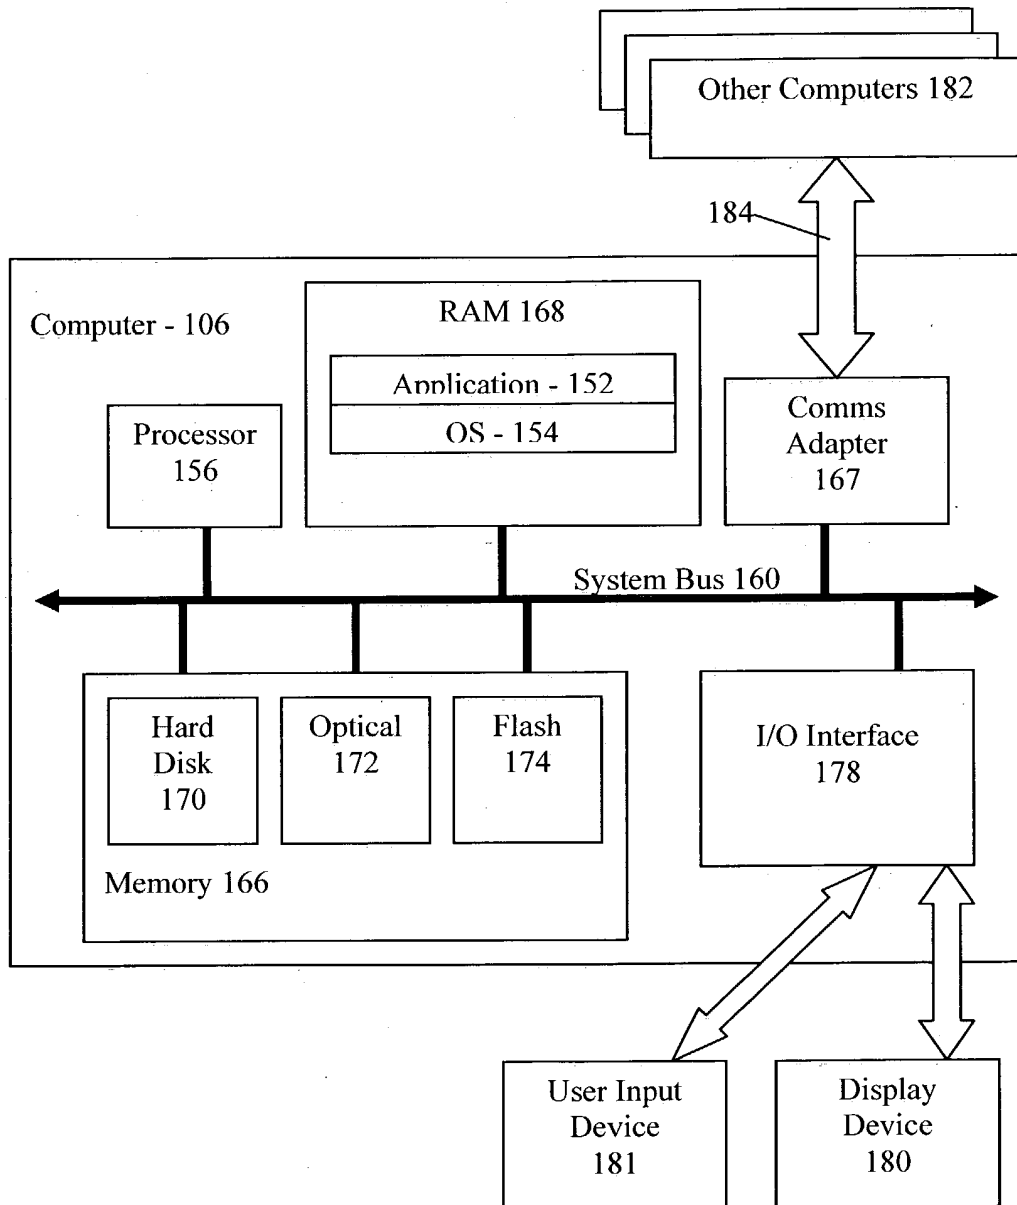 Other Computers 182
184
Computer - 106
RAM 168
Application - 152
OS - 154
Processor
156
Comms
Adapter
167
System Bus 160
Hard
Disk
170
Optical
172
Flash
174
Memory 166
I/O Interface
178
User Input
Device
181
Display
Device
180